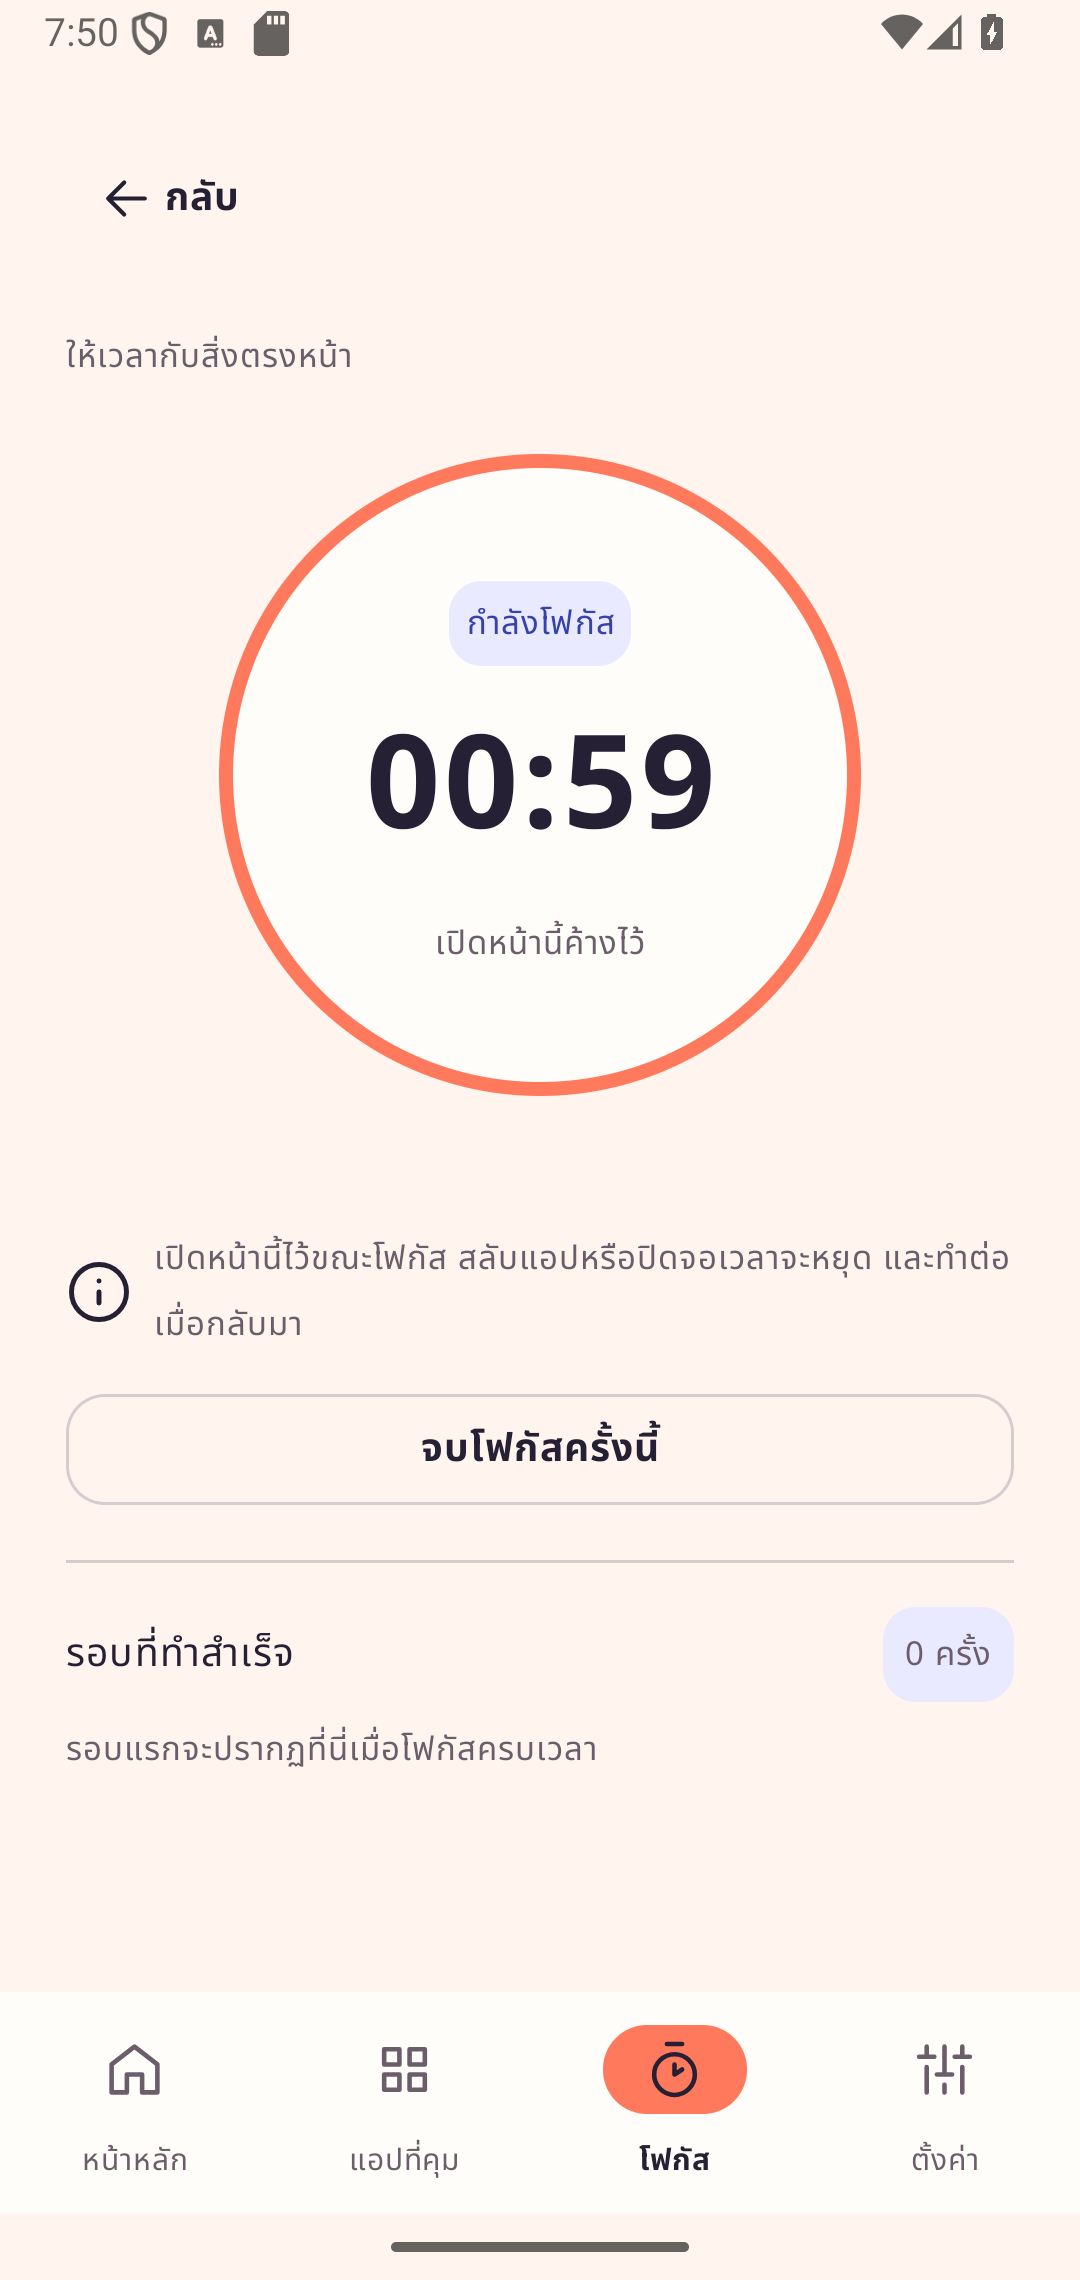 7:50
กลับ
ให้เวลากับสิ่งตรงหน้า
กำลังโฟกัส
00:59
เปิดหน้านี้ค้างไว้
เปิดหน้านี้ไว้ขณะโฟกัส สลับแอปหรือปิดจอเวลาจะหยุด และทำต่อ
เมื่อกลับมา
จบโฟกัสครั้งนี้
รอบที่ทำสำเร็จ
0 ครั้ง
รอบแรกจะปรากฏที่นี่เมื่อโฟกัสครบเวลา
หน้าหลัก
แอปที่คุม
โฟกัส
ตั้งค่า